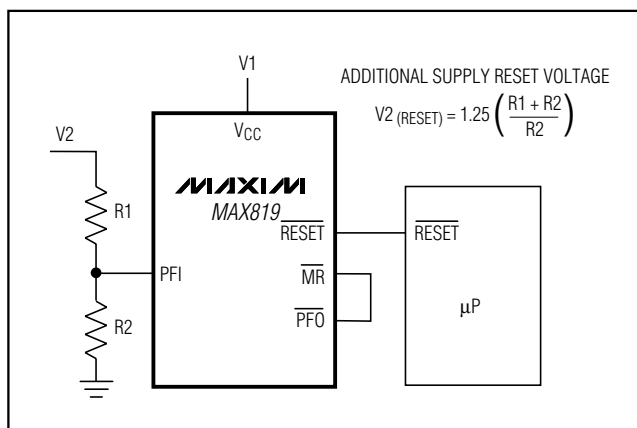 V1
ADDITIONAL SUPPLY RESET VOLTAGE
V2 (RESET) = 1.25 (R1 + R2 / R2)
VCC
V2
MAXIM
MAX819
R1
RESET
RESET
PFI
MR
µP
PFO
R2